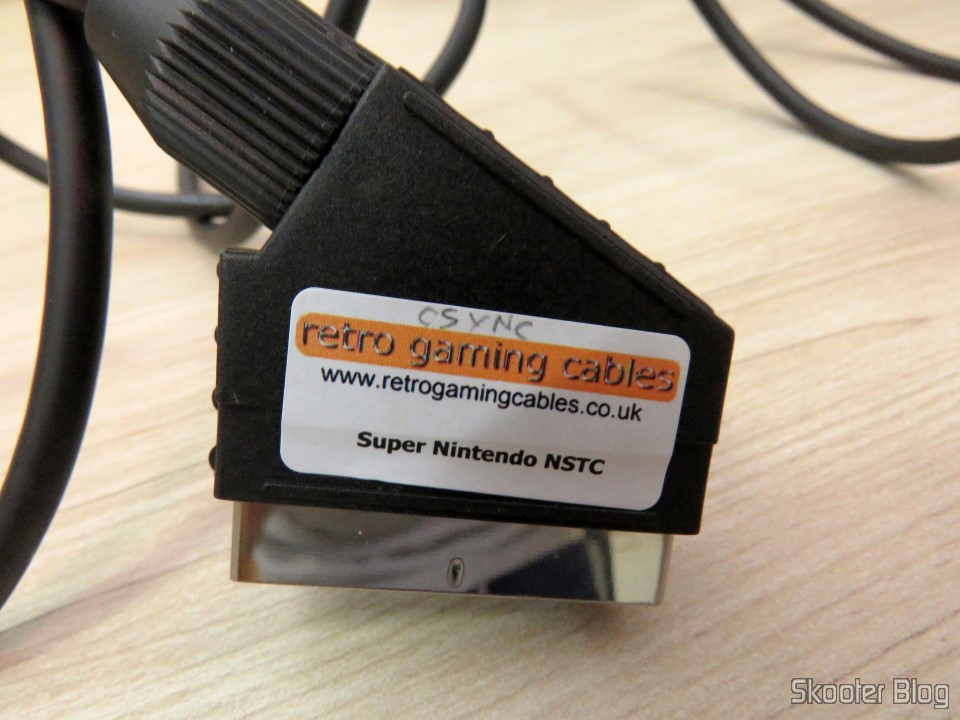 CSYNC
retro gaming cables
www.retrogamingcables.co.uk
Super Nintendo NSTC
Skooter Blog